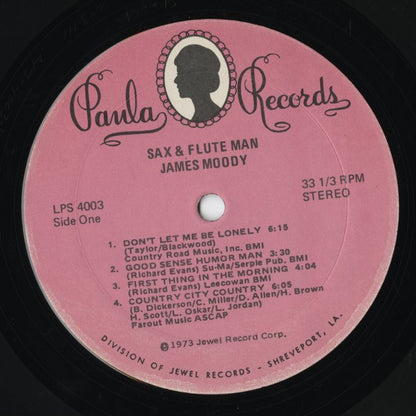 Paula Records
SAX & FLUTE MAN
JAMES MOODY
LPS 4003
Side One
33 1/3 RPM
STEREO
1. DON'T LET ME BE LONELY 6:15
(Taylor/Blackwood)
Country Road Music, Inc. BMI
2. GOOD SENSE HUMOR MAN 3:30
(Richard Evans) Su-Ma/Serpie Pub. BMI
3. FIRST THING IN THE MORNING 4:04
(Richard Evans) Leecowan BMI
4. COUNTRY CITY COUNTRY 6:05
(B. Dickerson/C. Miller/D. Allen/H. Brown
H. Scott/L. Oskar/L. Jordan)
Farout Music ASCAP
©1973 Jewel Record Corp.
DIVISION OF JEWEL RECORDS - SHREVEPORT, LA.